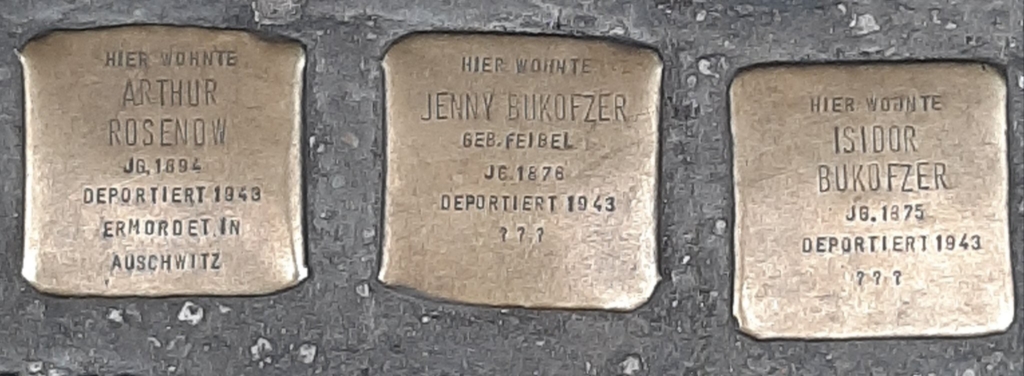 HIER WOHNTE
ARTHUR
ROSENOW
JG. 1894
DEPORTIERT 1943
ERMORDET IN
AUSCHWITZ
HIER WOHNTE
JENNY BUKOFZER
GEB. FEIBEL
JG. 1876
DEPORTIERT 1943
? ? ?
HIER WOHNTE
ISIDOR
BUKOFZER
JG. 1875
DEPORTIERT 1943
? ? ?